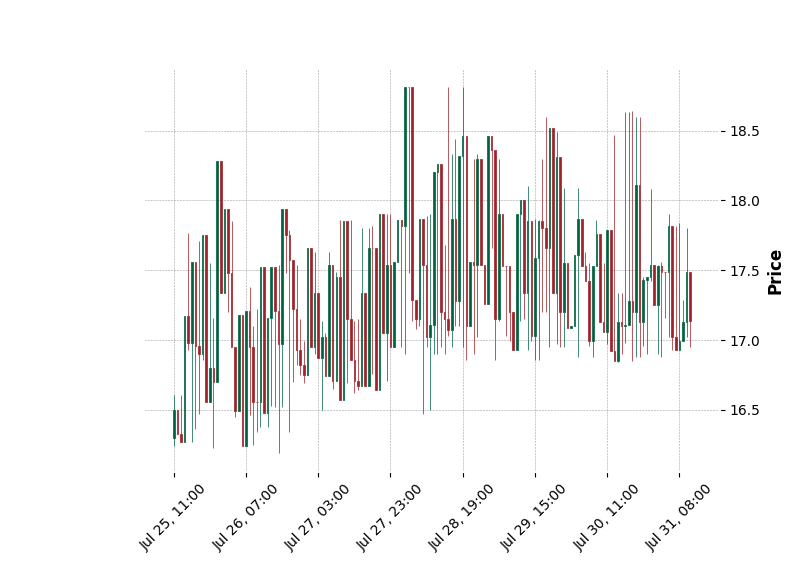 18.5
18.0
17.5
17.0
16.5
Price
Jul 25, 11:00
Jul 26, 07:00
Jul 27, 03:00
Jul 27, 23:00
Jul 28, 19:00
Jul 29, 15:00
Jul 30, 11:00
Jul 31, 08:00